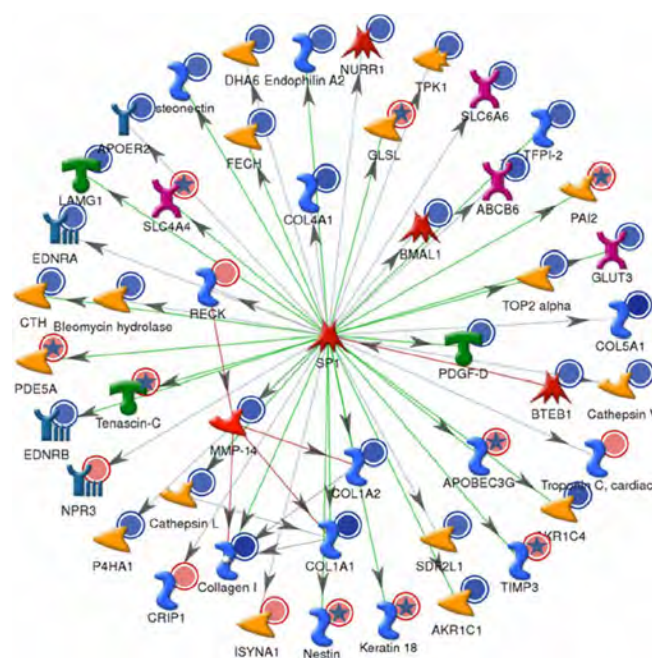 DHA6
Endophilin A2
NURR1
TPK1
SLC6A6
steonectin
APOER2
FECH
GLSL
TFPI-2
LAMG1
SLC4A4
COL4A1
ABCB6
PAI2
BMAL1
EDNRA
GLUT3
RECK
TOP2 alpha
CTH
Bleomycin hydrolase
COL5A1
SP1
PDE5A
PDGF-D
Tenascin-C
BTEB1
Cathepsin V
EDNRB
MMP-14
NPR3
COL1A2
APOBEC3G
Troponin C, cardiac
Cathepsin L
AKR1C4
P4HA1
Collagen I
COL1A1
SDR2L1
TIMP3
CRIP1
ISYNA1
Nestin
Keratin 18
AKR1C1